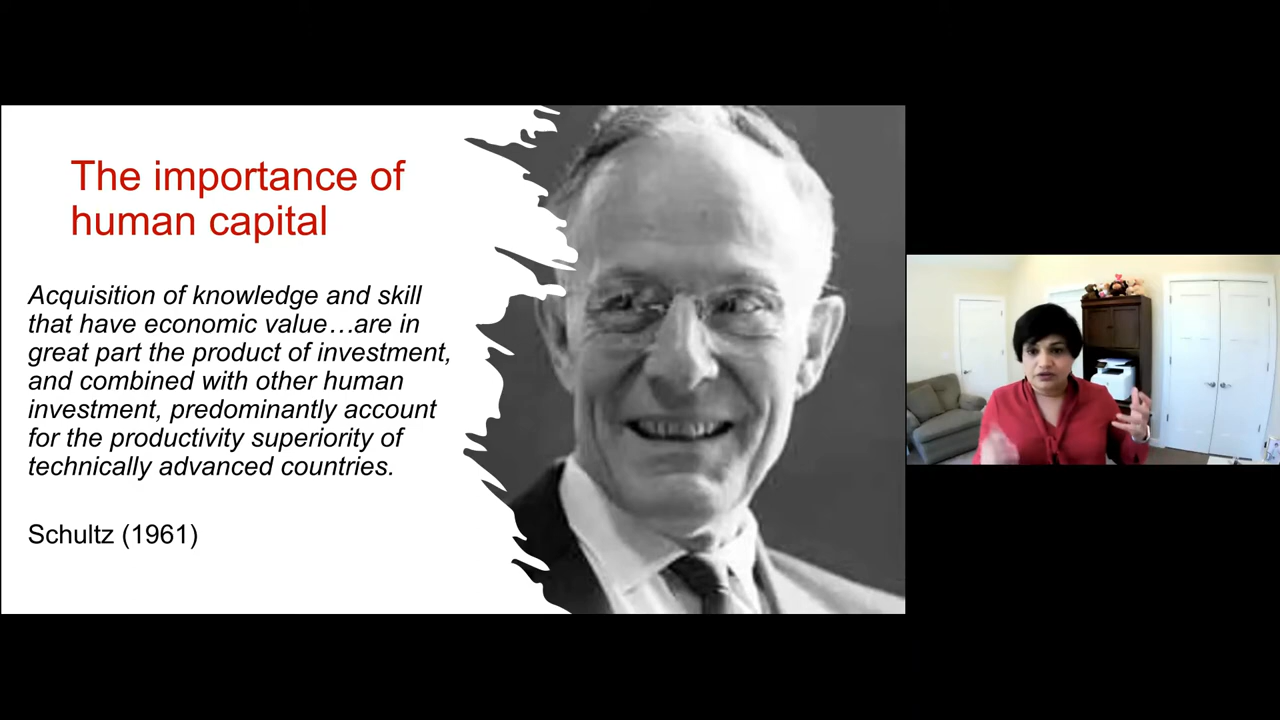 The importance of
human capital
Acquisition of knowledge and skill
that have economic value…are in
great part the product of investment,
and combined with other human
investment, predominantly account
for the productivity superiority of
technically advanced countries.
Schultz (1961)